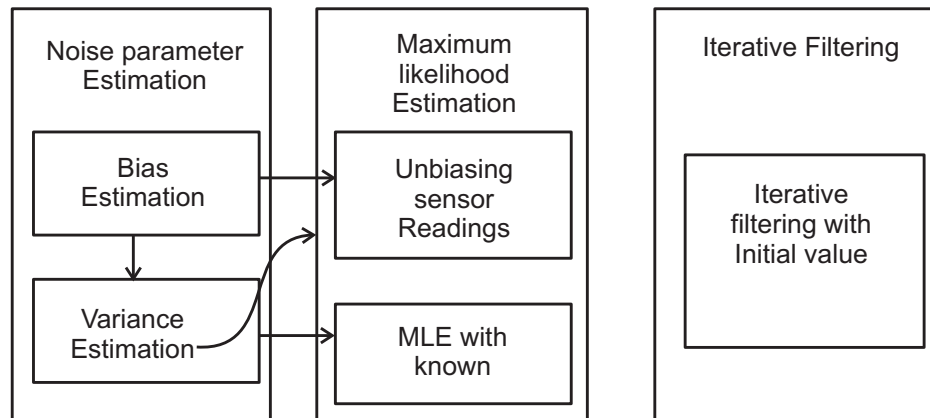 Noise parameter
Estimation
Bias
Estimation
Variance
Estimation
Maximum
likelihood
Estimation
Unbiasing
sensor
Readings
MLE with
known
Iterative Filtering
Iterative
filtering with
Initial value